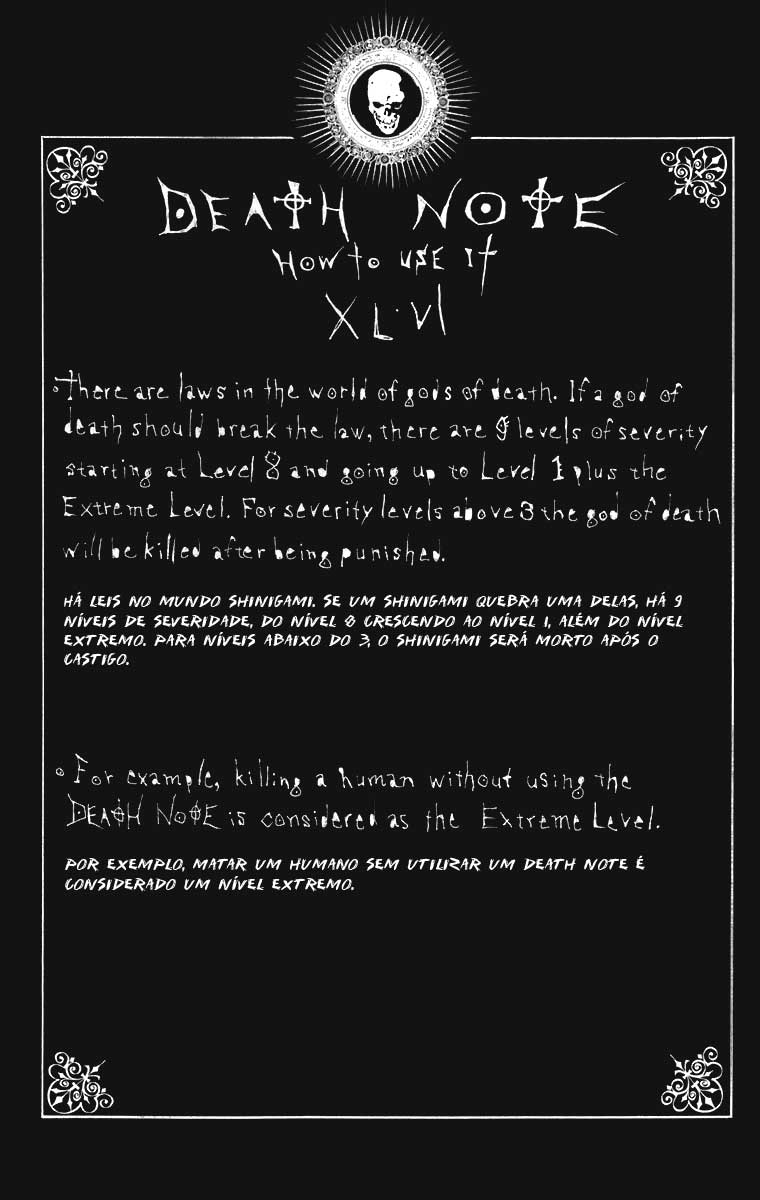 DEATH NOTE
HOW TO USE IT
XL·VI
There are laws in the world of gods of death. If a god of
death should break the law, there are 9 levels of severity
starting at Level 8 and going up to Level 1 plus the
Extreme Level. For severity levels above 3 the god of death
will be killed after being punished.
HÁ LEIS NO MUNDO SHINIGAMI. SE UM SHINIGAMI QUEBRA UMA DELAS, HÁ 9
NÍVEIS DE SEVERIDADE, DO NÍVEL 8 CRESCENDO AO NÍVEL 1, ALÉM DO NÍVEL
EXTREMO. PARA NÍVEIS ABAIXO DO 3, O SHINIGAMI SERÁ MORTO APÓS O
CASTIGO.
For example, killing a human without using the
DEATH NOTE is considered as the Extreme Level.
POR EXEMPLO, MATAR UM HUMANO SEM UTILIZAR UM DEATH NOTE É
CONSIDERADO UM NÍVEL EXTREMO.